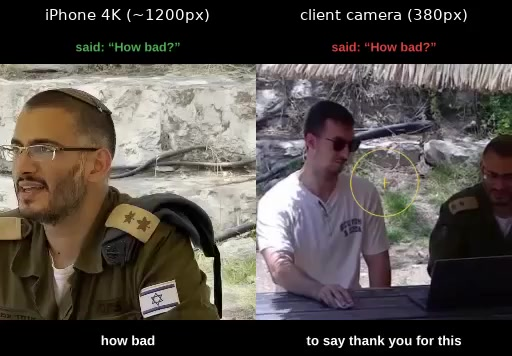 iPhone 4K (~1200px)
said: “How bad?”
how bad
client camera (380px)
said: “How bad?”
to say thank you for this